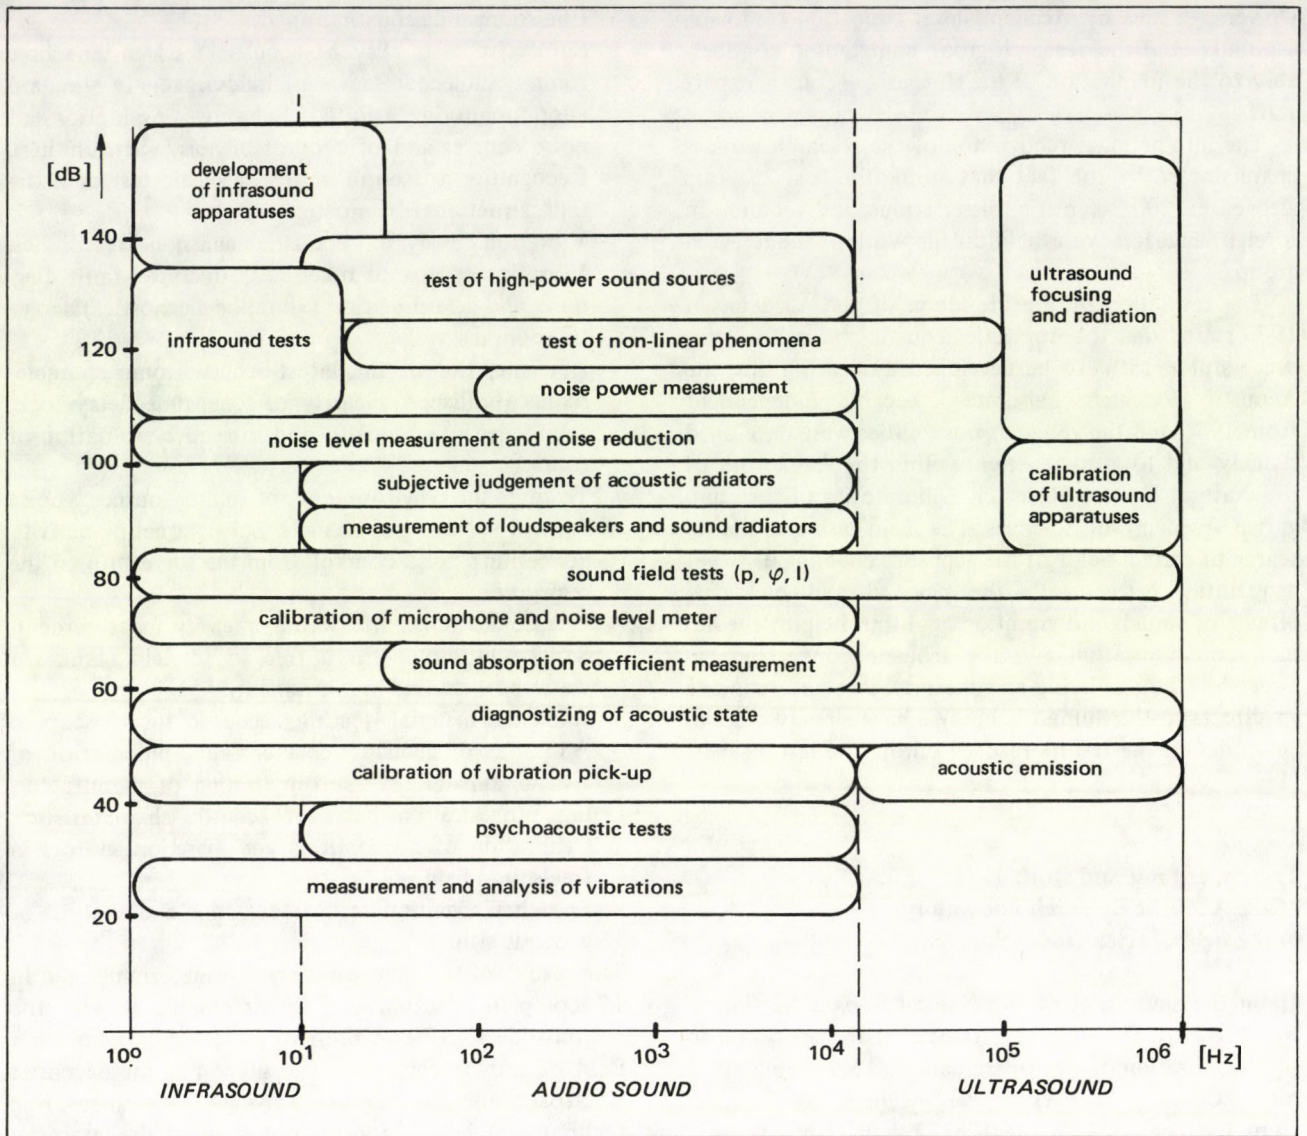 [dB]
development
of infrasound
apparatuses
140
test of high-power sound sources
ultrasound
focusing
and radiation
infrasound tests
test of non-linear phenomena
120
noise power measurement
noise level measurement and noise reduction
100
subjective judgement of acoustic radiators
calibration
of ultrasound
apparatuses
measurement of loudspeakers and sound radiators
80
sound field tests (p, φ, I)
calibration of microphone and noise level meter
sound absorption coefficient measurement
60
diagnostizing of acoustic state
calibration of vibration pick-up
acoustic emission
40
psychoacoustic tests
measurement and analysis of vibrations
20
10⁰ 10¹ 10² 10³ 10⁴ 10⁵ 10⁶ [Hz]
INFRASOUND AUDIO SOUND ULTRASOUND